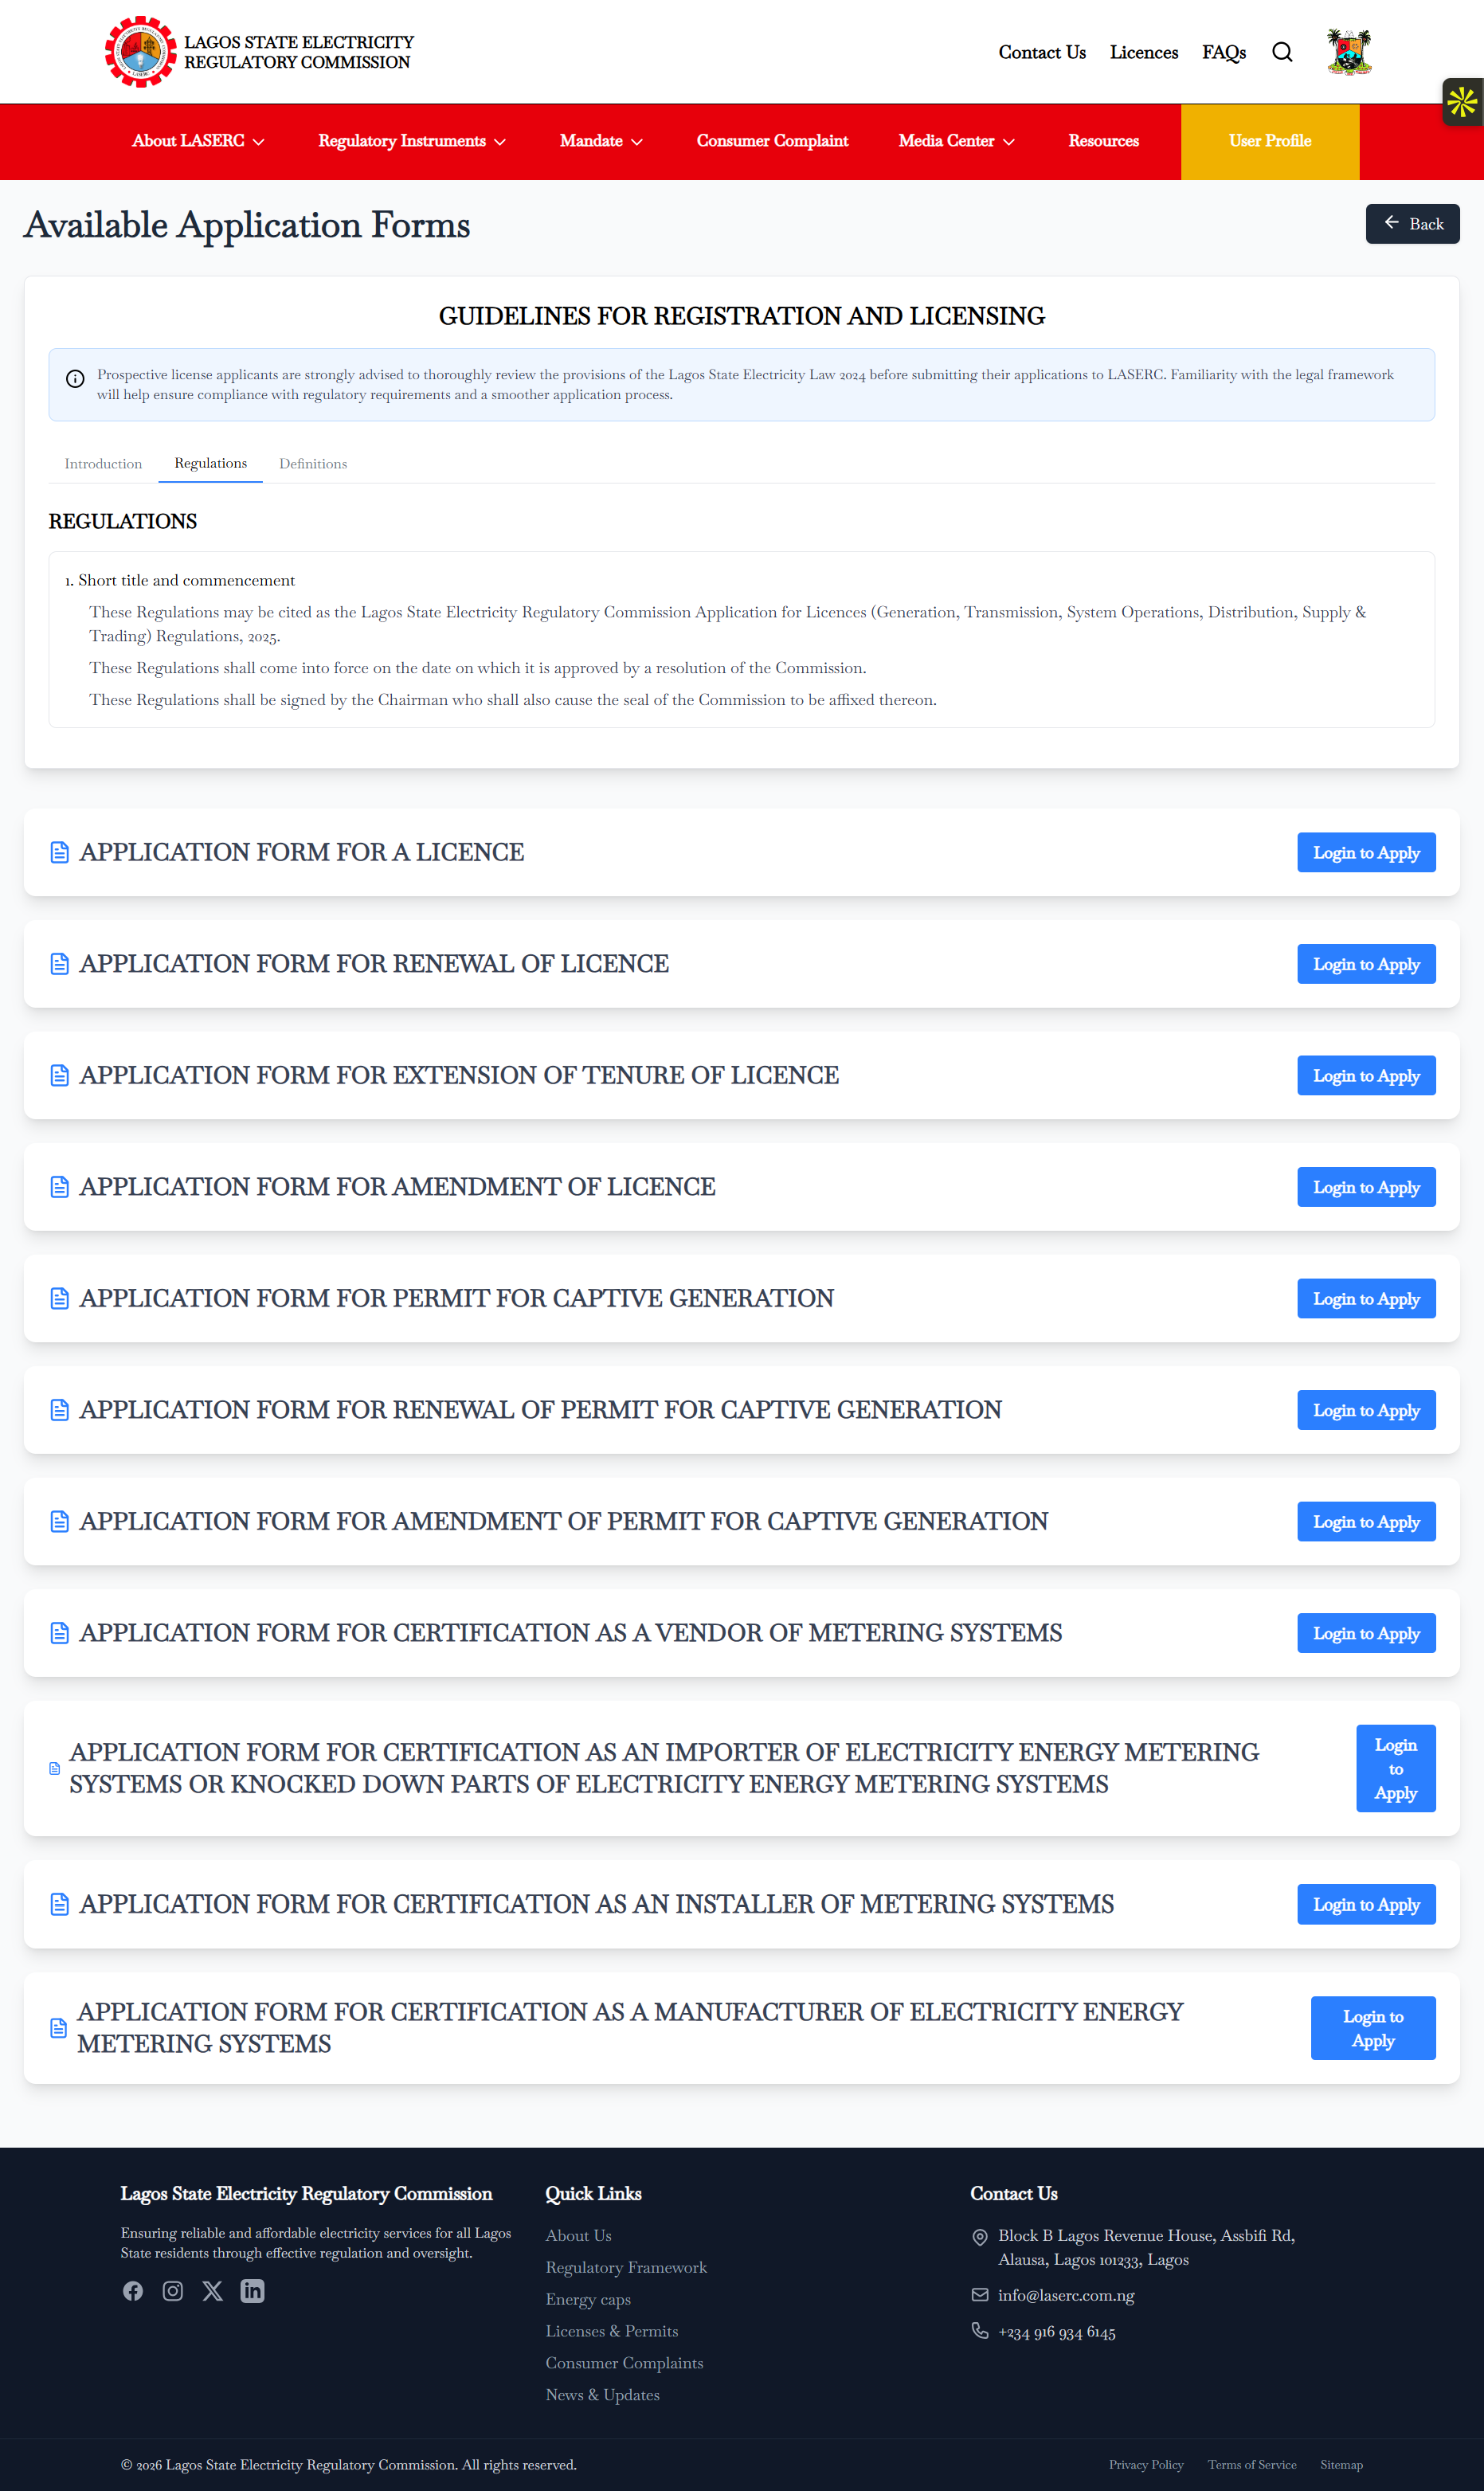 LAGOS STATE ELECTRICITY
REGULATORY COMMISSION
Contact Us
Licences
FAQs
About LASERC
Regulatory Instruments
Mandate
Consumer Complaint
Media Center
Resources
User Profile
Available Application Forms
Back
GUIDELINES FOR REGISTRATION AND LICENSING
Prospective license applicants are strongly advised to thoroughly review the provisions of the Lagos State Electricity Law 2024 before submitting their applications to LASERC. Familiarity with the legal framework
will help ensure compliance with regulatory requirements and a smoother application process.
Introduction
Regulations
Definitions
REGULATIONS
1. Short title and commencement
These Regulations may be cited as the Lagos State Electricity Regulatory Commission Application for Licences (Generation, Transmission, System Operations, Distribution, Supply &
Trading) Regulations, 2025.
These Regulations shall come into force on the date on which it is approved by a resolution of the Commission.
These Regulations shall be signed by the Chairman who shall also cause the seal of the Commission to be affixed thereon.
APPLICATION FORM FOR A LICENCE
Login to Apply
APPLICATION FORM FOR RENEWAL OF LICENCE
Login to Apply
APPLICATION FORM FOR EXTENSION OF TENURE OF LICENCE
Login to Apply
APPLICATION FORM FOR AMENDMENT OF LICENCE
Login to Apply
APPLICATION FORM FOR PERMIT FOR CAPTIVE GENERATION
Login to Apply
APPLICATION FORM FOR RENEWAL OF PERMIT FOR CAPTIVE GENERATION
Login to Apply
APPLICATION FORM FOR AMENDMENT OF PERMIT FOR CAPTIVE GENERATION
Login to Apply
APPLICATION FORM FOR CERTIFICATION AS A VENDOR OF METERING SYSTEMS
Login to Apply
APPLICATION FORM FOR CERTIFICATION AS AN IMPORTER OF ELECTRICITY ENERGY METERING
SYSTEMS OR KNOCKED DOWN PARTS OF ELECTRICITY ENERGY METERING SYSTEMS
Login
to
Apply
APPLICATION FORM FOR CERTIFICATION AS AN INSTALLER OF METERING SYSTEMS
Login to Apply
APPLICATION FORM FOR CERTIFICATION AS A MANUFACTURER OF ELECTRICITY ENERGY
METERING SYSTEMS
Login to
Apply
Lagos State Electricity Regulatory Commission
Ensuring reliable and affordable electricity services for all Lagos
State residents through effective regulation and oversight.
Quick Links
About Us
Regulatory Framework
Energy caps
Licenses & Permits
Consumer Complaints
News & Updates
Contact Us
Block B Lagos Revenue House, Assbifi Rd,
Alausa, Lagos 101233, Lagos
info@laserc.com.ng
+234 916 934 6145
© 2026 Lagos State Electricity Regulatory Commission. All rights reserved.
Privacy Policy
Terms of Service
Sitemap